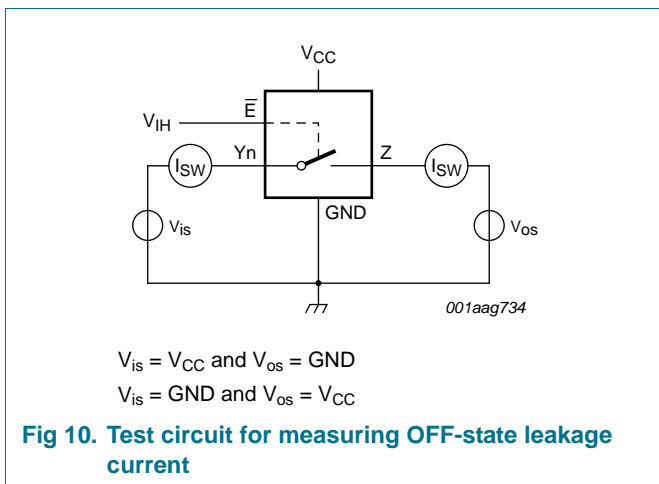 VCC
E̅
VIH
Yn
Z
ISW
ISW
GND
Vis
Vos
001aag734
Vis = VCC and Vos = GND
Vis = GND and Vos = VCC
Fig 10. Test circuit for measuring OFF-state leakage
current